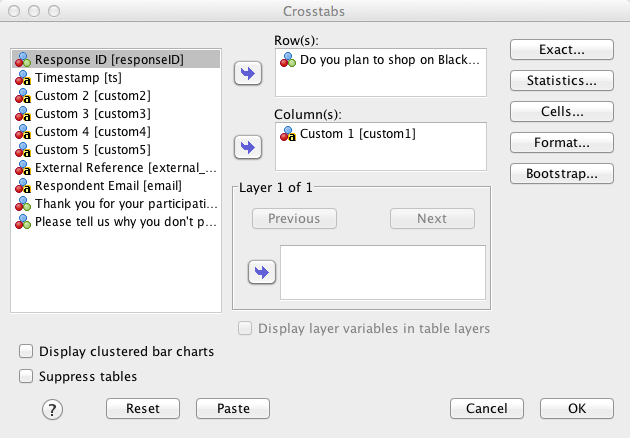 Crosstabs
Response ID [responseID]
Timestamp [ts]
Custom 2 [custom2]
Custom 3 [custom3]
Custom 4 [custom4]
Custom 5 [custom5]
External Reference [external_...
Respondent Email [email]
Thank you for your participati...
Please tell us why you don't p...
Row(s):
Do you plan to shop on Black...
Column(s):
Custom 1 [custom1]
Layer 1 of 1
Previous
Next
Display layer variables in table layers
Exact...
Statistics...
Cells...
Format...
Bootstrap...
Display clustered bar charts
Suppress tables
?
Reset
Paste
Cancel
OK